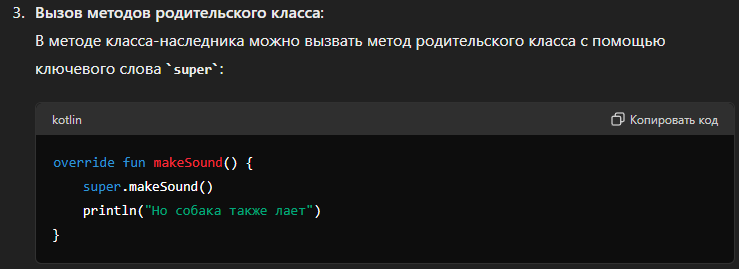 3. Вызов методов родительского класса:
В методе класса-наследника можно вызвать метод родительского класса с помощью
ключевого слова `super`:
kotlin
Копировать код
override fun makeSound() {
    super.makeSound()
    println("Но собака также лает")
}